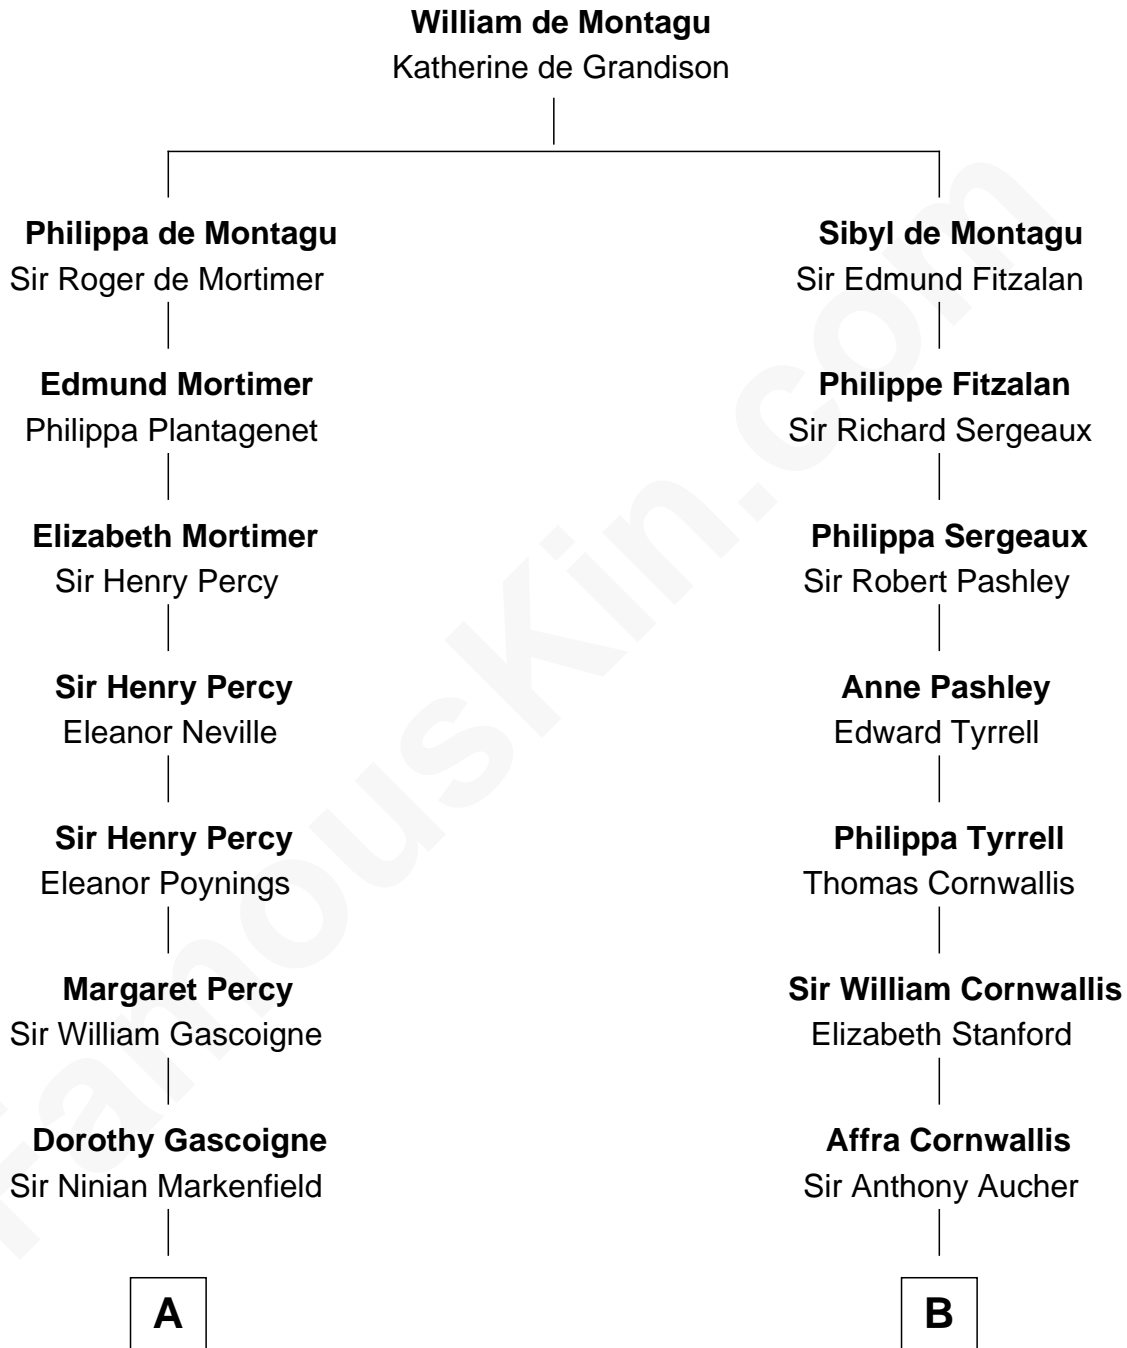 William de Montagu
Katherine de Grandison
Philippa de Montagu
Sir Roger de Mortimer
Sibyl de Montagu
Sir Edmund Fitzalan
Edmund Mortimer
Philippa Plantagenet
Philippe Fitzalan
Sir Richard Sergeaux
Elizabeth Mortimer
Sir Henry Percy
Philippa Sergeaux
Sir Robert Pashley
Sir Henry Percy
Eleanor Neville
Anne Pashley
Edward Tyrrell
Sir Henry Percy
Eleanor Poynings
Philippa Tyrrell
Thomas Cornwallis
Margaret Percy
Sir William Gascoigne
Sir William Cornwallis
Elizabeth Stanford
Dorothy Gascoigne
Sir Ninian Markenfield
Affra Cornwallis
Sir Anthony Aucher
A
B
FamousKin.com